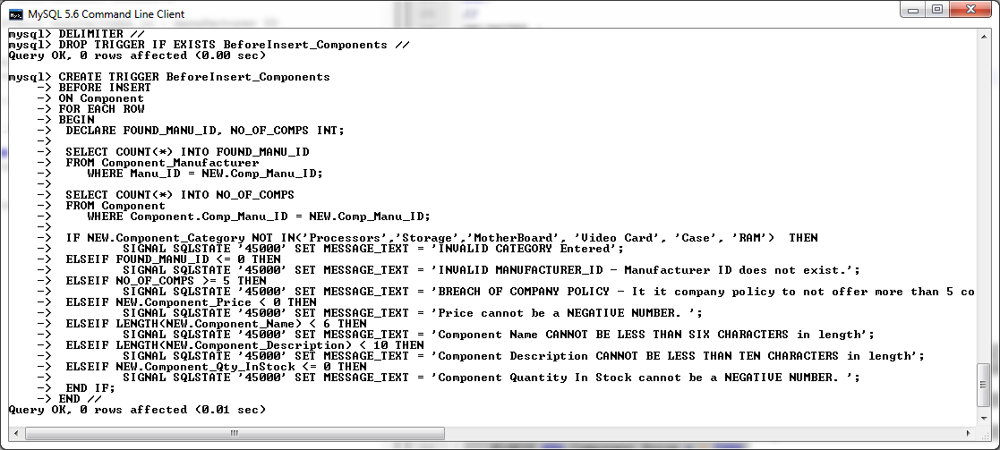 MySQL 5.6 Command Line Client
mysql> DELIMITER //
mysql> DROP TRIGGER IF EXISTS BeforeInsert_Components //
Query OK, 0 rows affected (0.00 sec)
mysql> CREATE TRIGGER BeforeInsert_Components
-> BEFORE INSERT
-> ON Component
-> FOR EACH ROW
-> BEGIN
-> DECLARE FOUND_MANU_ID, NO_OF_COMPS INT;
->
-> SELECT COUNT(*) INTO FOUND_MANU_ID
-> FROM Component_Manufacturer
-> WHERE Manu_ID = NEW.Comp_Manu_ID;
->
-> SELECT COUNT(*) INTO NO_OF_COMPS
-> FROM Component
-> WHERE Component.Comp_Manu_ID = NEW.Comp_Manu_ID;
->
-> IF NEW.Component_Category NOT IN('Processors','Storage','MotherBoard', 'Video Card', 'Case', 'RAM') THEN
-> SIGNAL SQLSTATE '45000' SET MESSAGE_TEXT = 'INVALID CATEGORY Entered';
-> ELSEIF FOUND_MANU_ID <= 0 THEN
-> SIGNAL SQLSTATE '45000' SET MESSAGE_TEXT = 'INVALID MANUFACTURER_ID - Manufacturer ID does not exist.';
-> ELSEIF NO_OF_COMPS >= 5 THEN
-> SIGNAL SQLSTATE '45000' SET MESSAGE_TEXT = 'BREACH OF COMPANY POLICY - It it company policy to not offer more than 5 co
-> ELSEIF NEW.Component_Price < 0 THEN
-> SIGNAL SQLSTATE '45000' SET MESSAGE_TEXT = 'Price cannot be a NEGATIVE NUMBER. ';
-> ELSEIF LENGTH(NEW.Component_Name) < 6 THEN
-> SIGNAL SQLSTATE '45000' SET MESSAGE_TEXT = 'Component Name CANNOT BE LESS THAN SIX CHARACTERS in length';
-> ELSEIF LENGTH(NEW.Component_Description) < 10 THEN
-> SIGNAL SQLSTATE '45000' SET MESSAGE_TEXT = 'Component Description CANNOT BE LESS THAN TEN CHARACTERS in length';
-> ELSEIF NEW.Component_Qty_InStock <= 0 THEN
-> SIGNAL SQLSTATE '45000' SET MESSAGE_TEXT = 'Component Quantity In Stock cannot be a NEGATIVE NUMBER. ';
-> END IF;
-> END //
Query OK, 0 rows affected (0.01 sec)